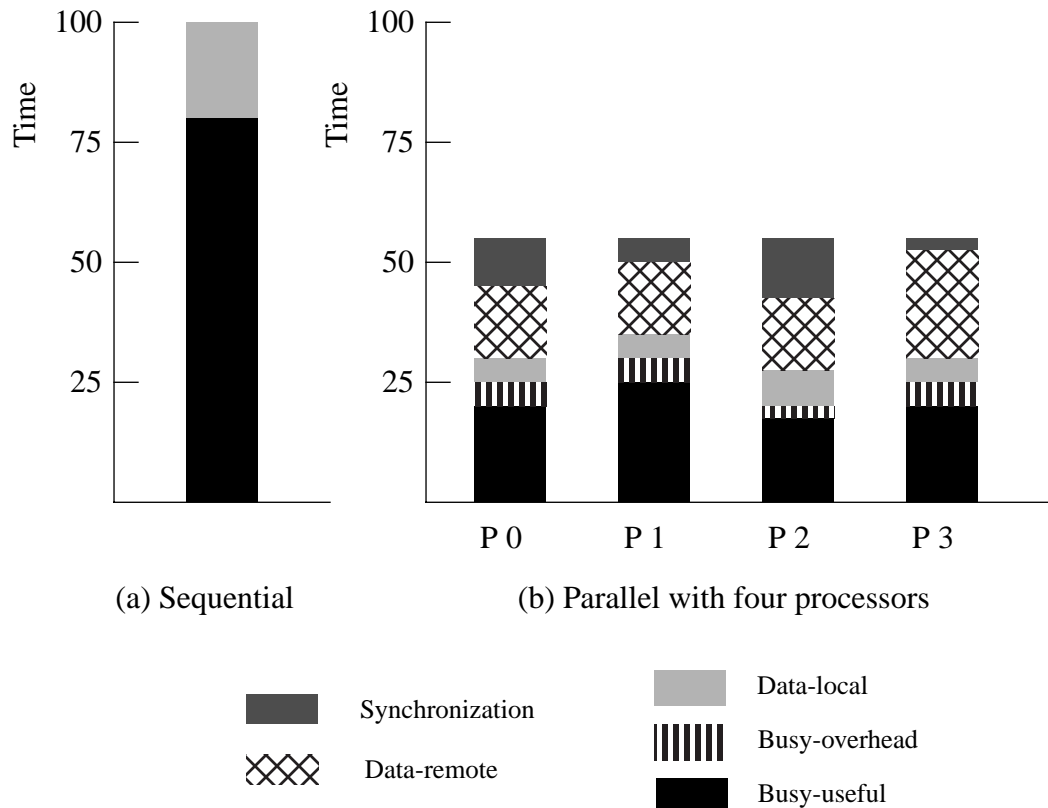 100
Time
75
50
25
(a) Sequential
100
Time
75
50
25
P 0 P 1 P 2 P 3
(b) Parallel with four processors
Synchronization
Data-remote
Data-local
Busy-overhead
Busy-useful